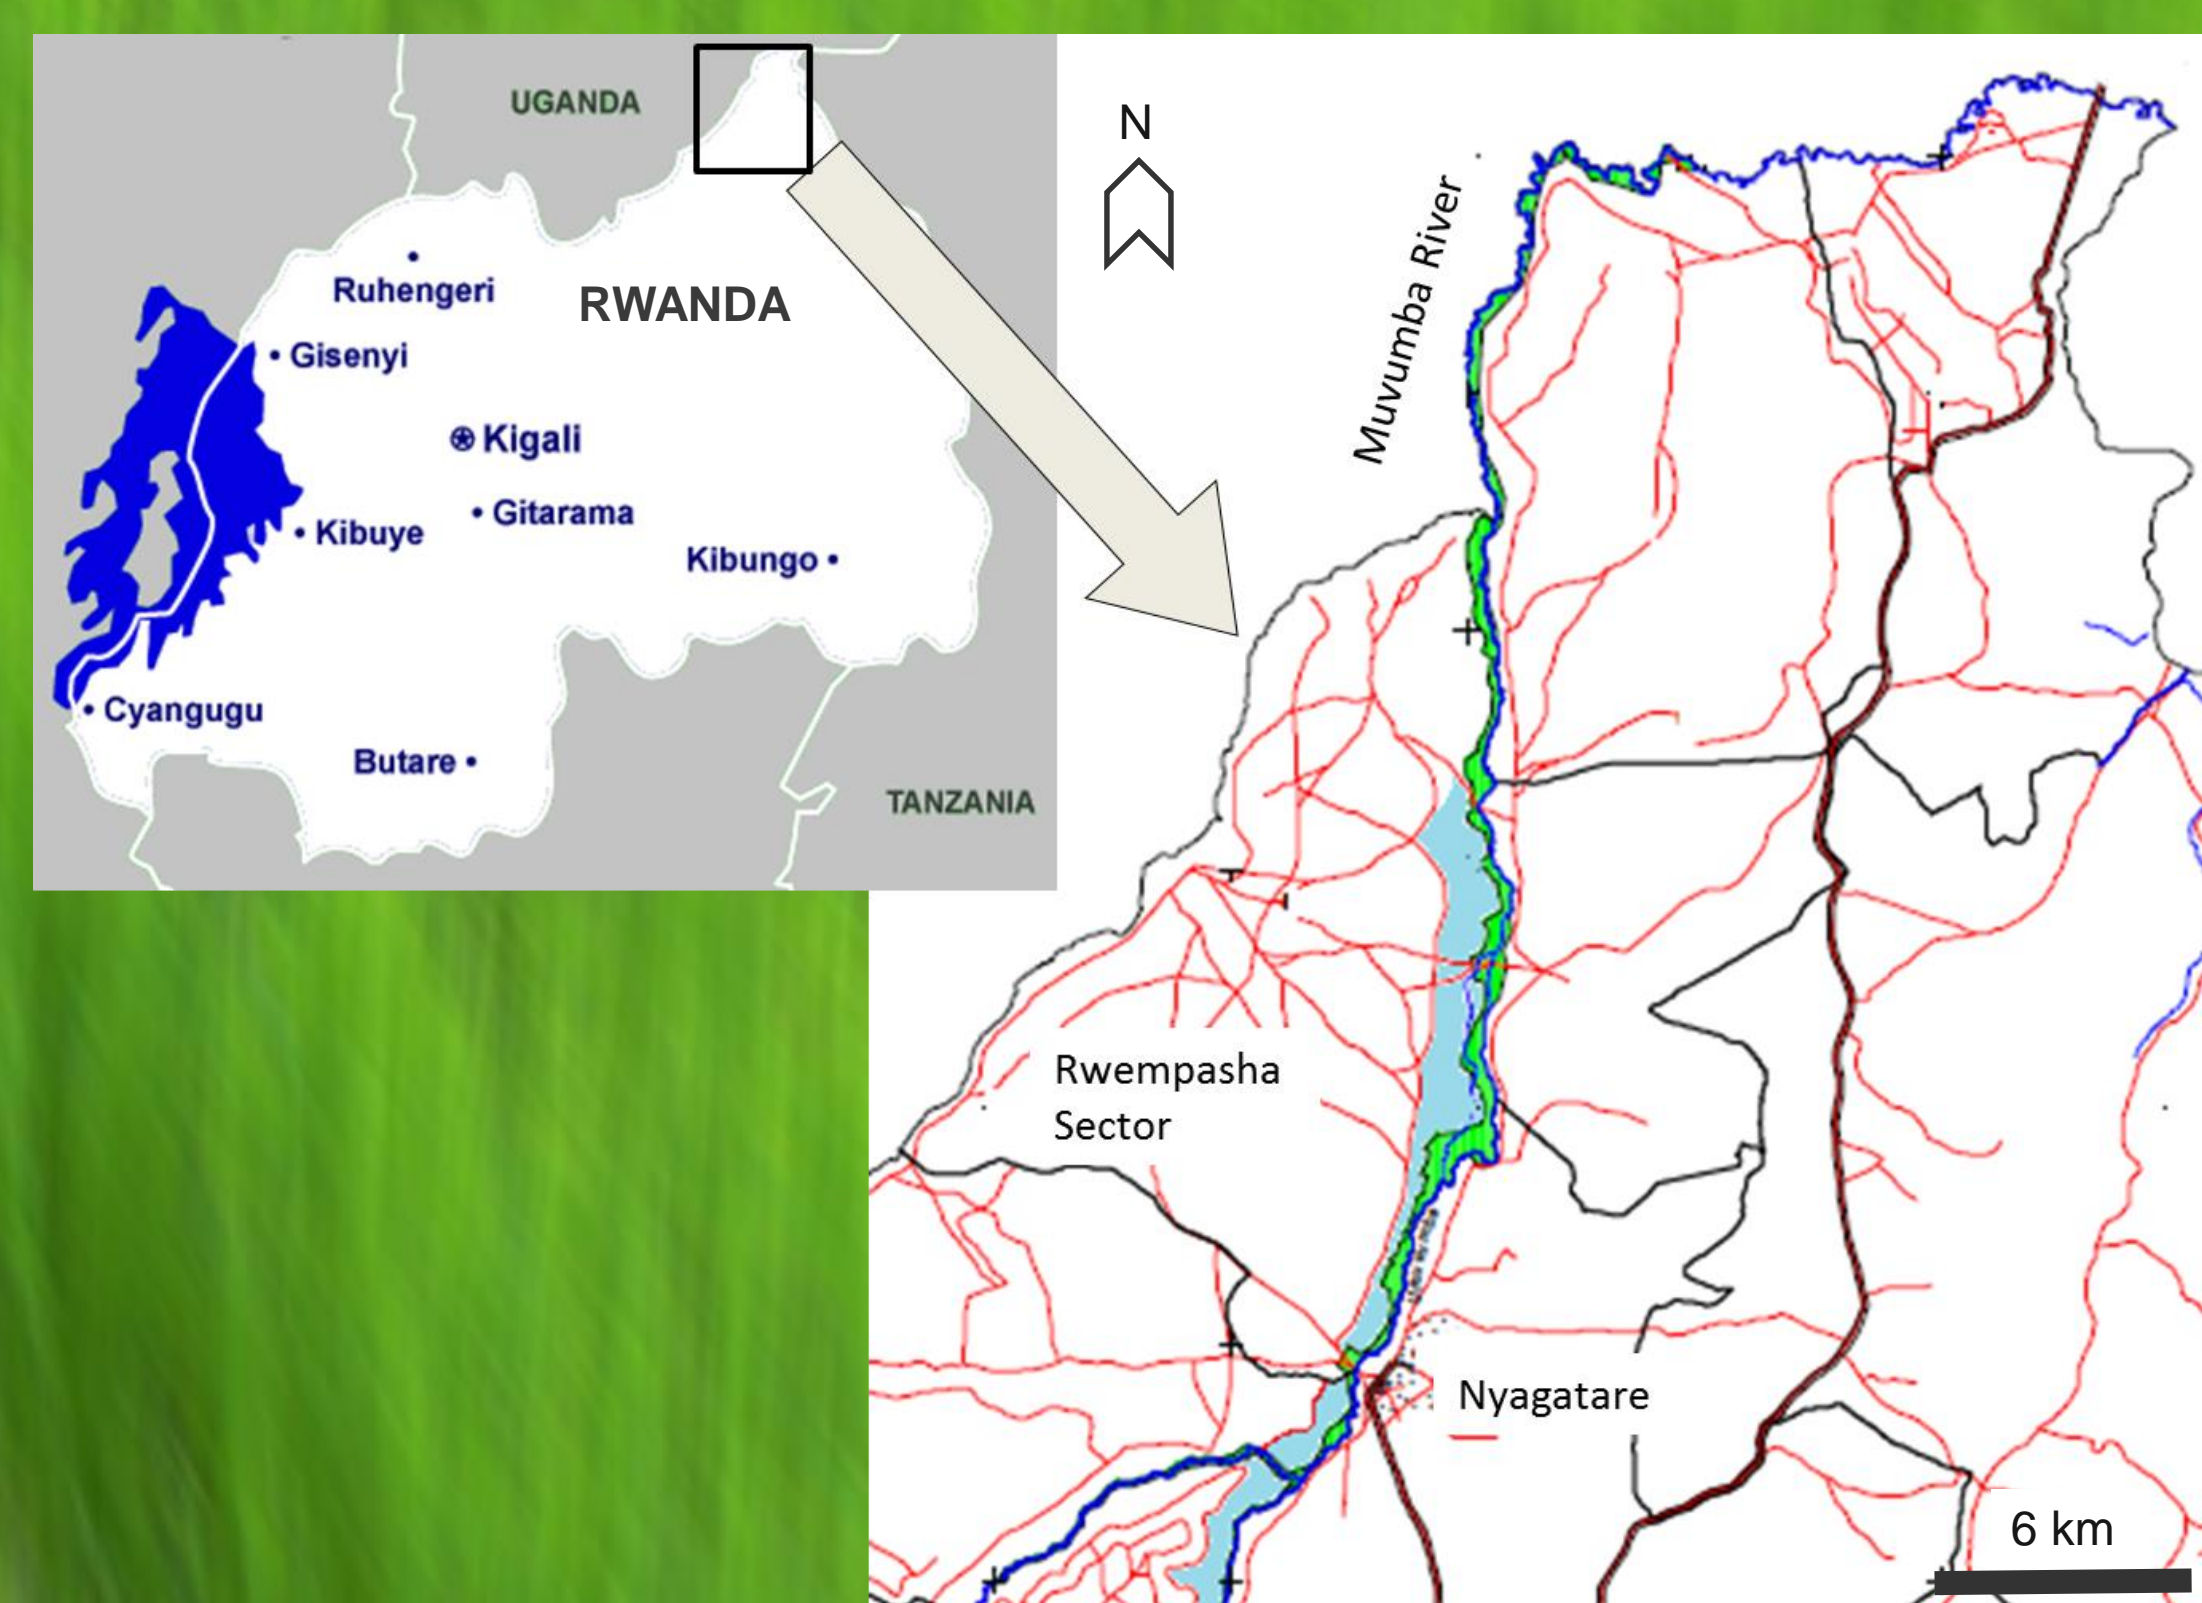 UGANDA
Ruhengeri
RWANDA
Gisenyi
Kigali
Gitarama
Kibuye
Kibungo
Cyangugu
Butare
TANZANIA
N
Muvumba River
Rwempasha
Sector
Nyagatare
6 km